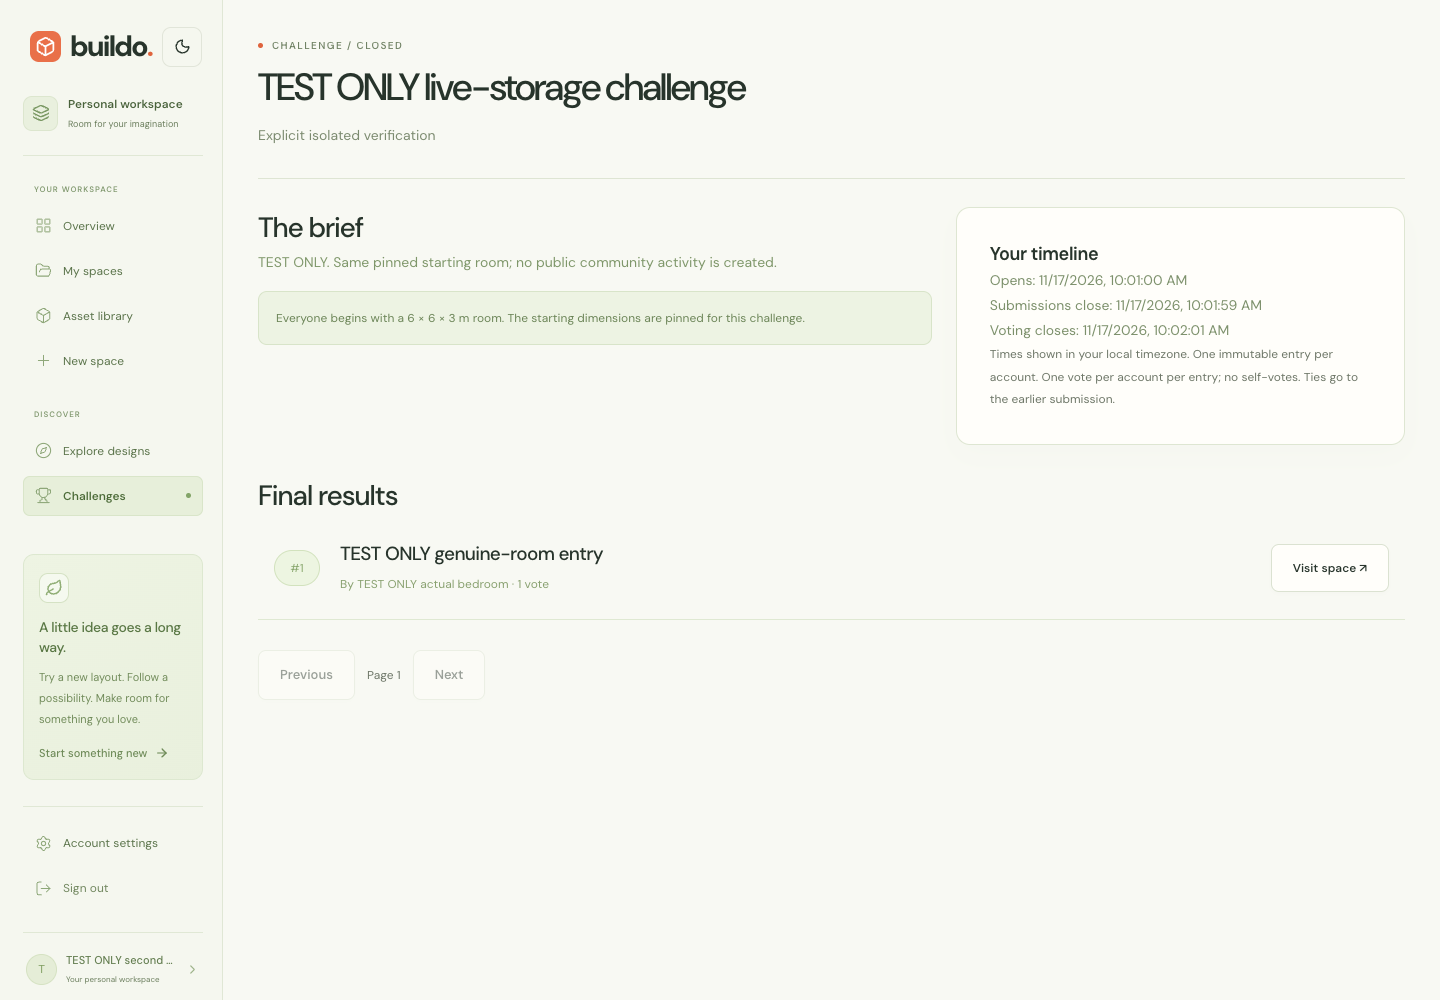 buildo.
Personal workspace
Room for your imagination
YOUR WORKSPACE
Overview
My spaces
Asset library
New space
DISCOVER
Explore designs
Challenges
A little idea goes a long
way.
Try a new layout. Follow a
possibility. Make room for
something you love.
Start something new
Account settings
Sign out
T
TEST ONLY second ...
Your personal workspace
CHALLENGE / CLOSED
TEST ONLY live-storage challenge
Explicit isolated verification
The brief
TEST ONLY. Same pinned starting room; no public community activity is created.
Everyone begins with a 6 × 6 × 3 m room. The starting dimensions are pinned for this challenge.
Your timeline
Opens: 11/17/2026, 10:01:00 AM
Submissions close: 11/17/2026, 10:01:59 AM
Voting closes: 11/17/2026, 10:02:01 AM
Times shown in your local timezone. One immutable entry per
account. One vote per account per entry; no self-votes. Ties go to
the earlier submission.
Final results
#1
TEST ONLY genuine-room entry
By TEST ONLY actual bedroom · 1 vote
Visit space
Previous
Page 1
Next